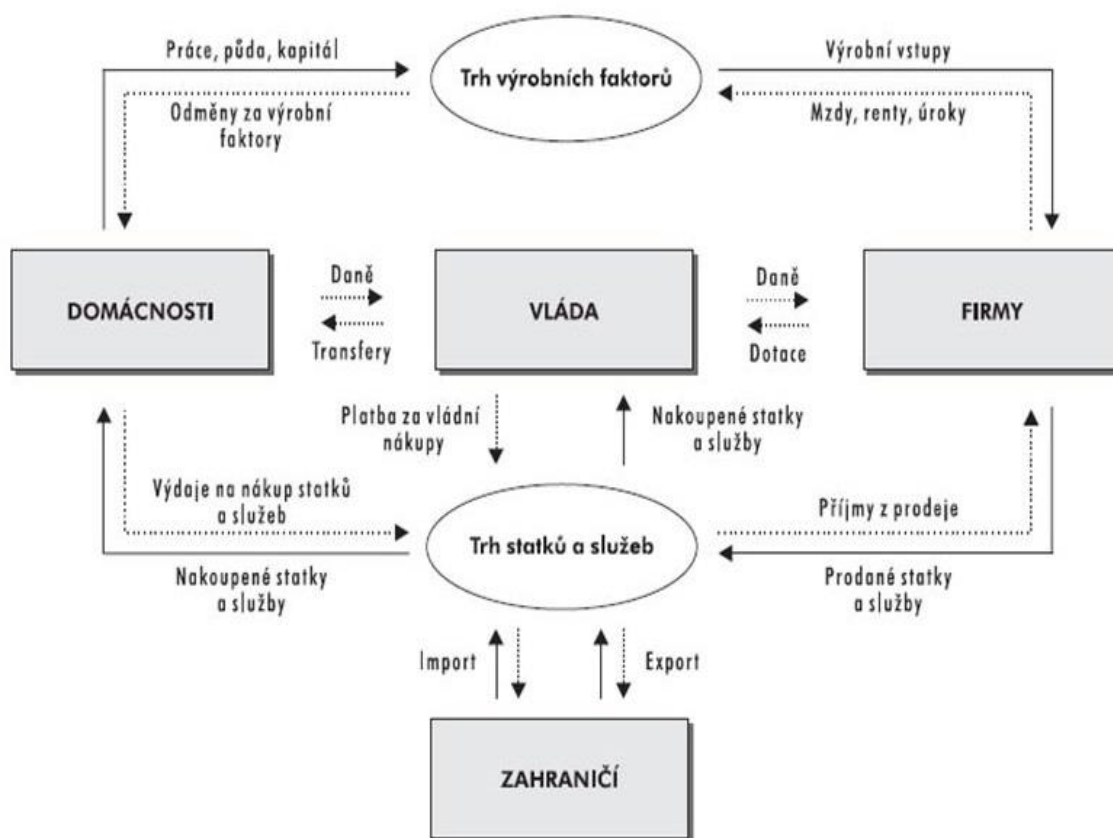 Práce, půda, kapitál
Trh výrobních faktorů
Výrobní vstupy
Odměny za výrobní
faktory
Mzdy, renty, úroky
DOMÁCNOSTI
Daně
Transfery
VLÁDA
Daně
Dotace
FIRMY
Platba za vládní
nákupy
Nakoupené statky
a služby
Výdaje na nákup statků
a služeb
Trh statků a služeb
Příjmy z prodeje
Nakoupené statky
a služby
Prodané statky
a služby
Import
Export
ZAHRANIČÍ